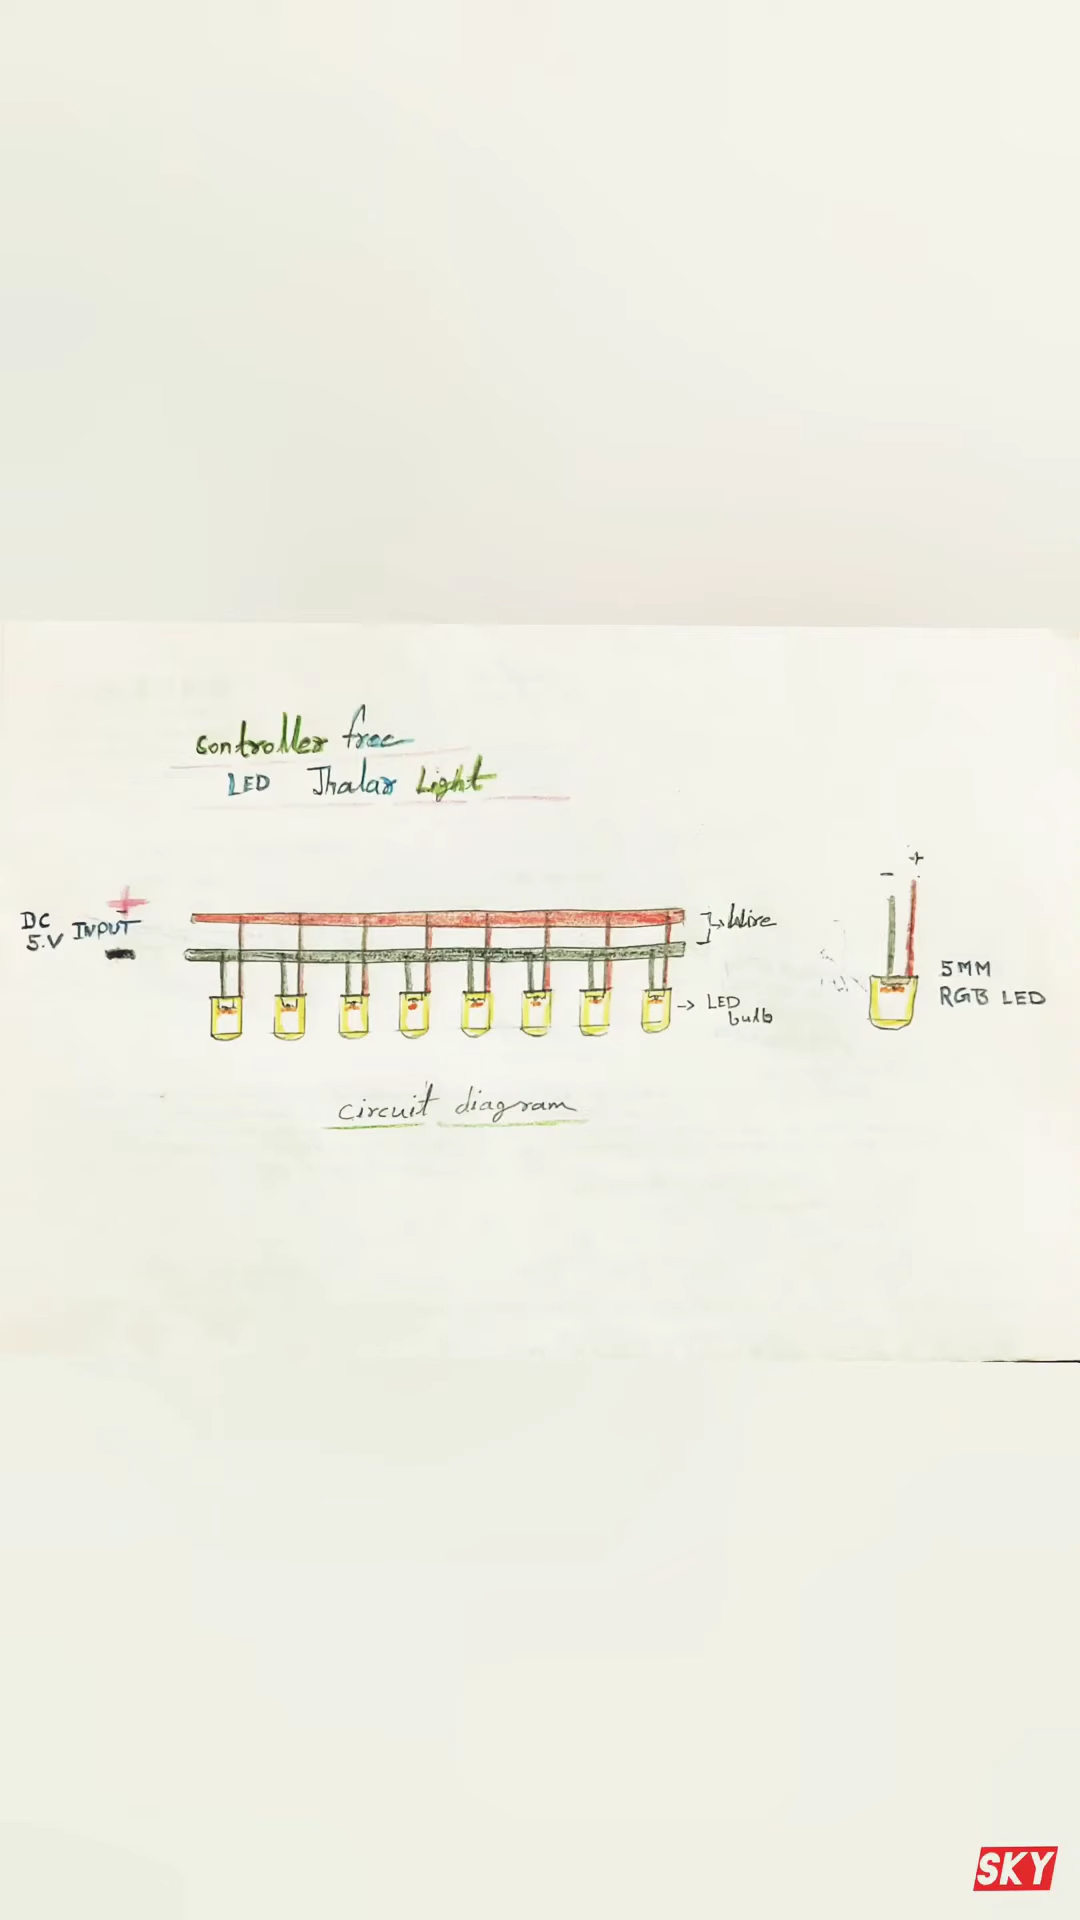 controller free
LED Jhalar Light
+
DC
5.V INPUT
-
Wire
LED
bulb
- +
5MM
RGB LED
circuit diagram
SKY